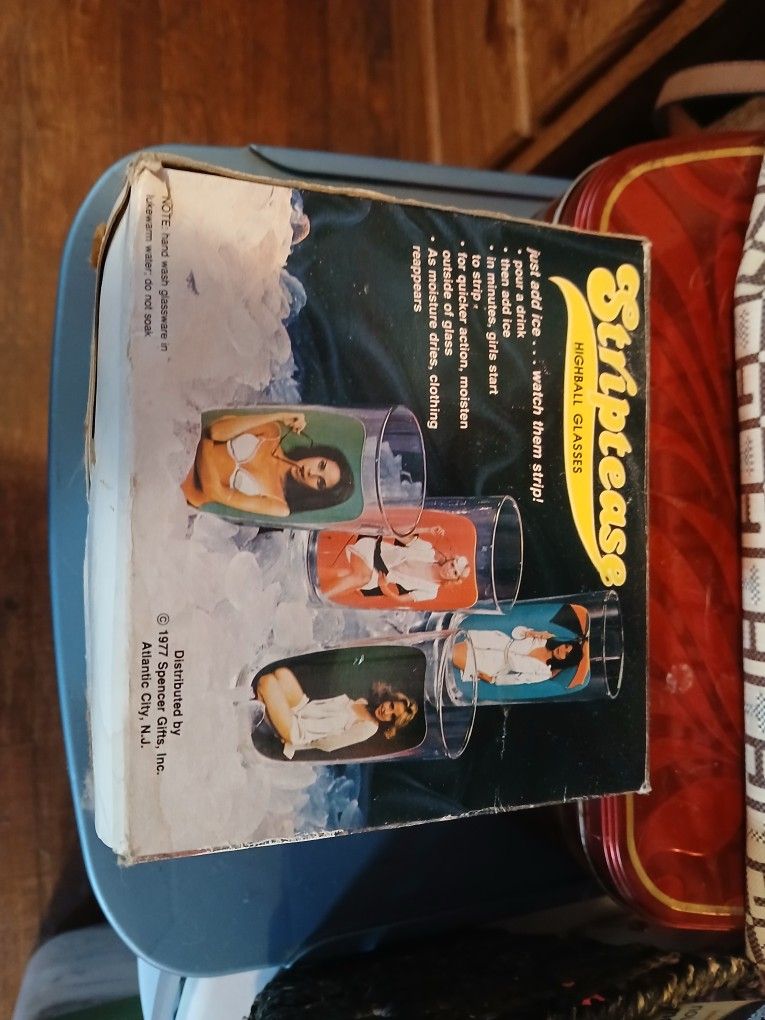 Striptease
HIGHBALL GLASSES
just add ice . . . watch them strip!
• pour a drink
• then add ice
• in minutes, girls start
to strip
• for quicker action, moisten
outside of glass
• As moisture dries, clothing
reappears
Distributed by
© 1977 Spencer Gifts, Inc.
Atlantic City, N.J.
NOTE: hand wash glassware in
lukewarm water; do not soak